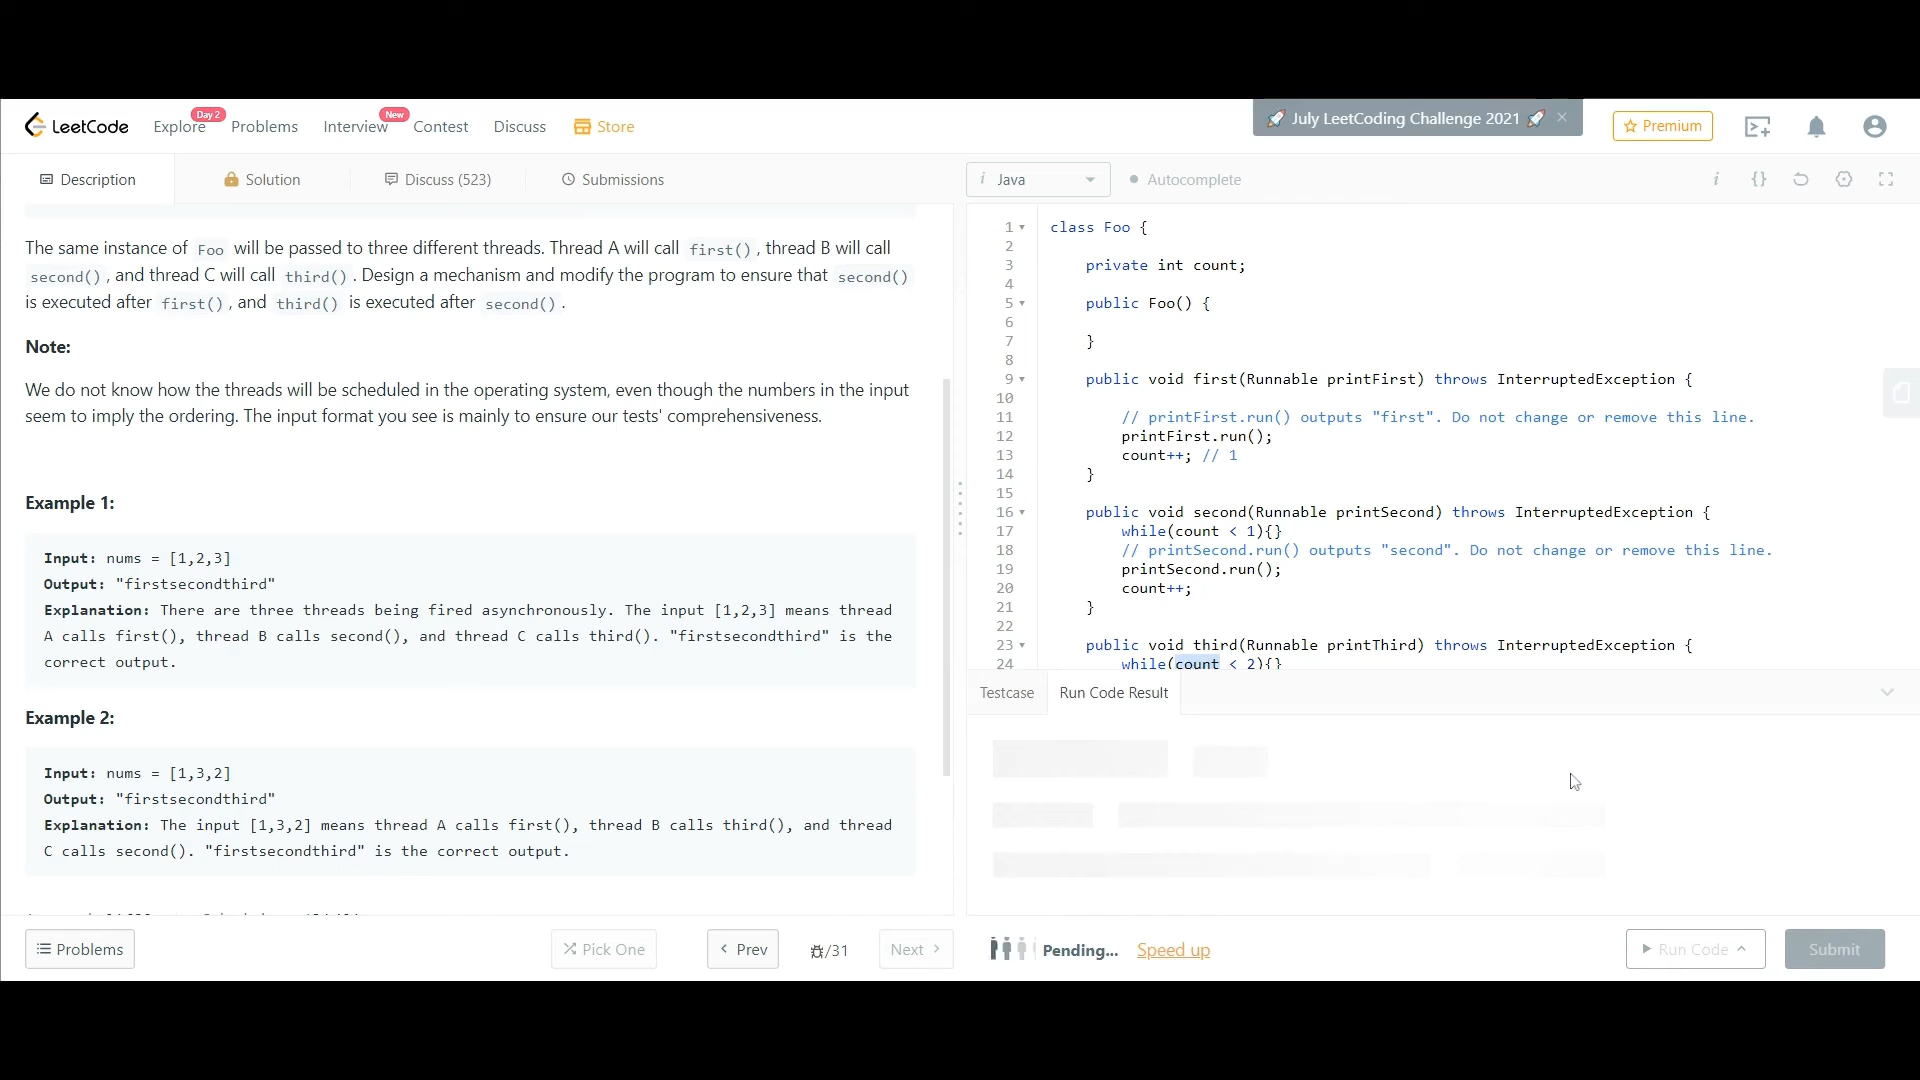 LeetCode
Explore
Day 2
Problems
Interview
New
Contest
Discuss
Store
🚀 July LeetCoding Challenge 2021 🚀 ×
Premium
Description
Solution
Discuss (523)
Submissions
i Java
Autocomplete
The same instance of Foo will be passed to three different threads. Thread A will call first(), thread B will call
second(), and thread C will call third(). Design a mechanism and modify the program to ensure that second()
is executed after first(), and third() is executed after second().
Note:
We do not know how the threads will be scheduled in the operating system, even though the numbers in the input
seem to imply the ordering. The input format you see is mainly to ensure our tests' comprehensiveness.
Example 1:
Input: nums = [1,2,3]
Output: "firstsecondthird"
Explanation: There are three threads being fired asynchronously. The input [1,2,3] means thread
A calls first(), thread B calls second(), and thread C calls third(). "firstsecondthird" is the
correct output.
Example 2:
Input: nums = [1,3,2]
Output: "firstsecondthird"
Explanation: The input [1,3,2] means thread A calls first(), thread B calls third(), and thread
C calls second(). "firstsecondthird" is the correct output.
Problems
Pick One
< Prev
/31
Next >
1 class Foo {
2
3 private int count;
4
5 public Foo() {
6
7 }
8
9 public void first(Runnable printFirst) throws InterruptedException {
10
11 // printFirst.run() outputs "first". Do not change or remove this line.
12 printFirst.run();
13 count++; // 1
14 }
15
16 public void second(Runnable printSecond) throws InterruptedException {
17 while(count < 1){}
18 // printSecond.run() outputs "second". Do not change or remove this line.
19 printSecond.run();
20 count++;
21 }
22
23 public void third(Runnable printThird) throws InterruptedException {
24 while(count < 2){}
Testcase
Run Code Result
Pending...
Speed up
Run Code
Submit